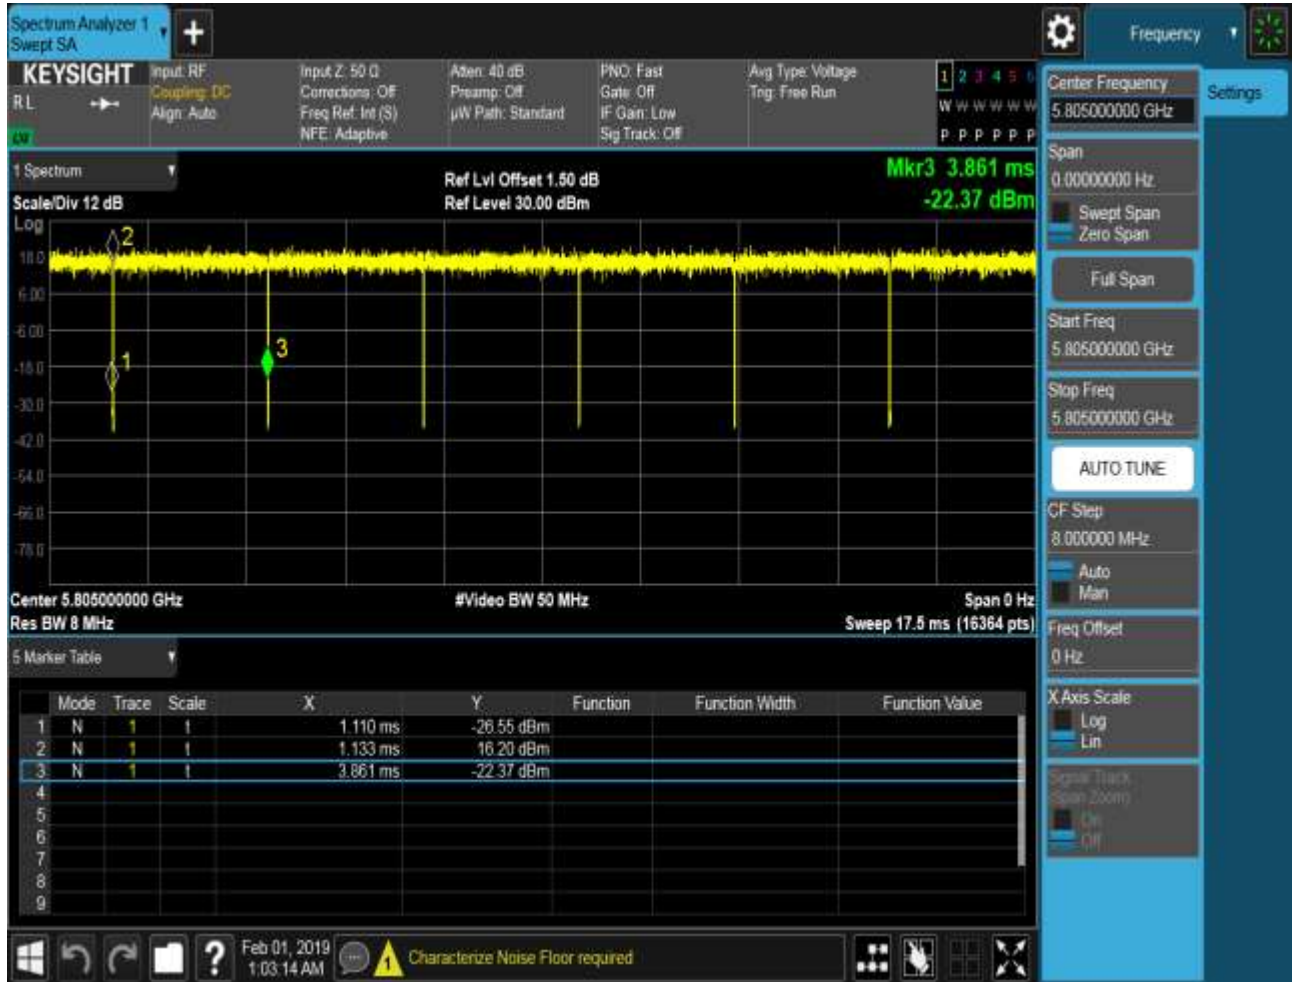 Spectrum Analyzer 1
Swept SA
+
Frequency
KEYSIGHT
RL
Input: RF
Coupling: DC
Align: Auto
Input Z: 50 Ω
Corrections: Off
Freq Ref: Int (S)
NFE: Adaptive
Atten: 40 dB
Preamp: Off
µW Path: Standard
PNO: Fast
Gate: Off
IF Gain: Low
Sig Track: Off
Avg Type: Voltage
Trig: Free Run
1 2 3 4 5 6
W W W W W W
P P P P P P
1 Spectrum
Scale/Div 12 dB
Ref Lvl Offset 1.50 dB
Ref Level 30.00 dBm
Mkr3 3.861 ms
-22.37 dBm
Log
18.0
6.00
-6.00
-18.0
-30.0
-42.0
-54.0
-66.0
-78.0
2
1
3
Center 5.805000000 GHz
Res BW 8 MHz
#Video BW 50 MHz
Span 0 Hz
Sweep 17.5 ms (16364 pts)
5 Marker Table
Mode Trace Scale X Y Function Function Width Function Value
1 N 1 t 1.110 ms -26.55 dBm
2 N 1 t 1.133 ms 16.20 dBm
3 N 1 t 3.861 ms -22.37 dBm
4
5
6
7
8
9
Feb 01, 2019
1:03:14 AM
1
Characterize Noise Floor required
?
Center Frequency
5.805000000 GHz
Settings
Span
0.00000000 Hz
Swept Span
Zero Span
Full Span
Start Freq
5.805000000 GHz
Stop Freq
5.805000000 GHz
AUTO TUNE
CF Step
8.000000 MHz
Auto
Man
Freq Offset
0 Hz
X Axis Scale
Log
Lin
Signal Track
(Span Zoom)
On
Off